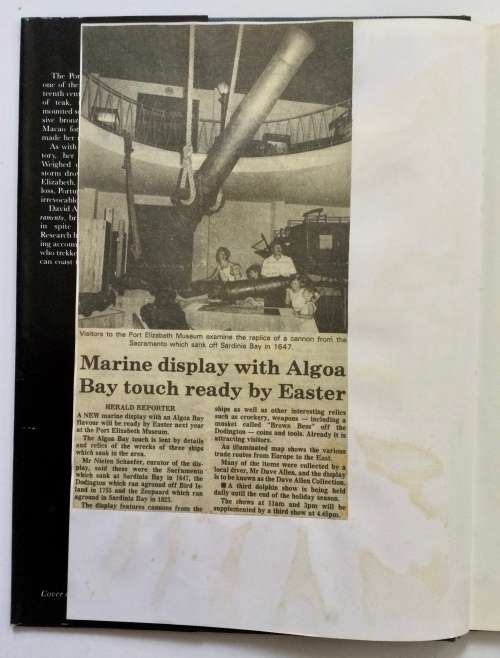 The Por
one of the
teenth cent
of teak,
mounted s
sive bronz
Macao for
made her
As with
tory, her
Weighed
storm drov
Elizabeth,
loss, Portu
irrevocable
David A
raments, br
in spite
Research h
ing accoun
who trekke
can coast
Visitors to the Port Elizabeth Museum examine the replica of a cannon from the
Sacramento which sank off Sardinia Bay in 1647.
Marine display with Algoa
Bay touch ready by Easter
HERALD REPORTER
A NEW marine display with an Algoa Bay
flavour will be ready by Easter next year
at the Port Elizabeth Museum.
The Algoa Bay touch is lent by details
and relics of the wrecks of three ships
which sank in the area.
Mr Nielen Schaefer, curator of the dis-
play, said these were the Sacramento
which sank at Sardinia Bay in 1647, the
Dodington which ran aground off Bird Is-
land in 1755 and the Zeepaard which ran
aground in Sardinia Bay in 1823.
The display features cannons from the
ships as well as other interesting relics
such as crockery, weapons — including a
musket called "Brown Bess" off the
Dodington — coins and tools. Already it is
attracting visitors.
An illuminated map shows the various
trade routes from Europe to the East.
Many of the items were collected by a
local diver, Mr Dave Allen, and the display
is to be known as the Dave Allen Collection.
■ A third dolphin show is being held
daily until the end of the holiday season.
The shows at 11am and 3pm will be
supplemented by a third show at 4.45pm.
Cover